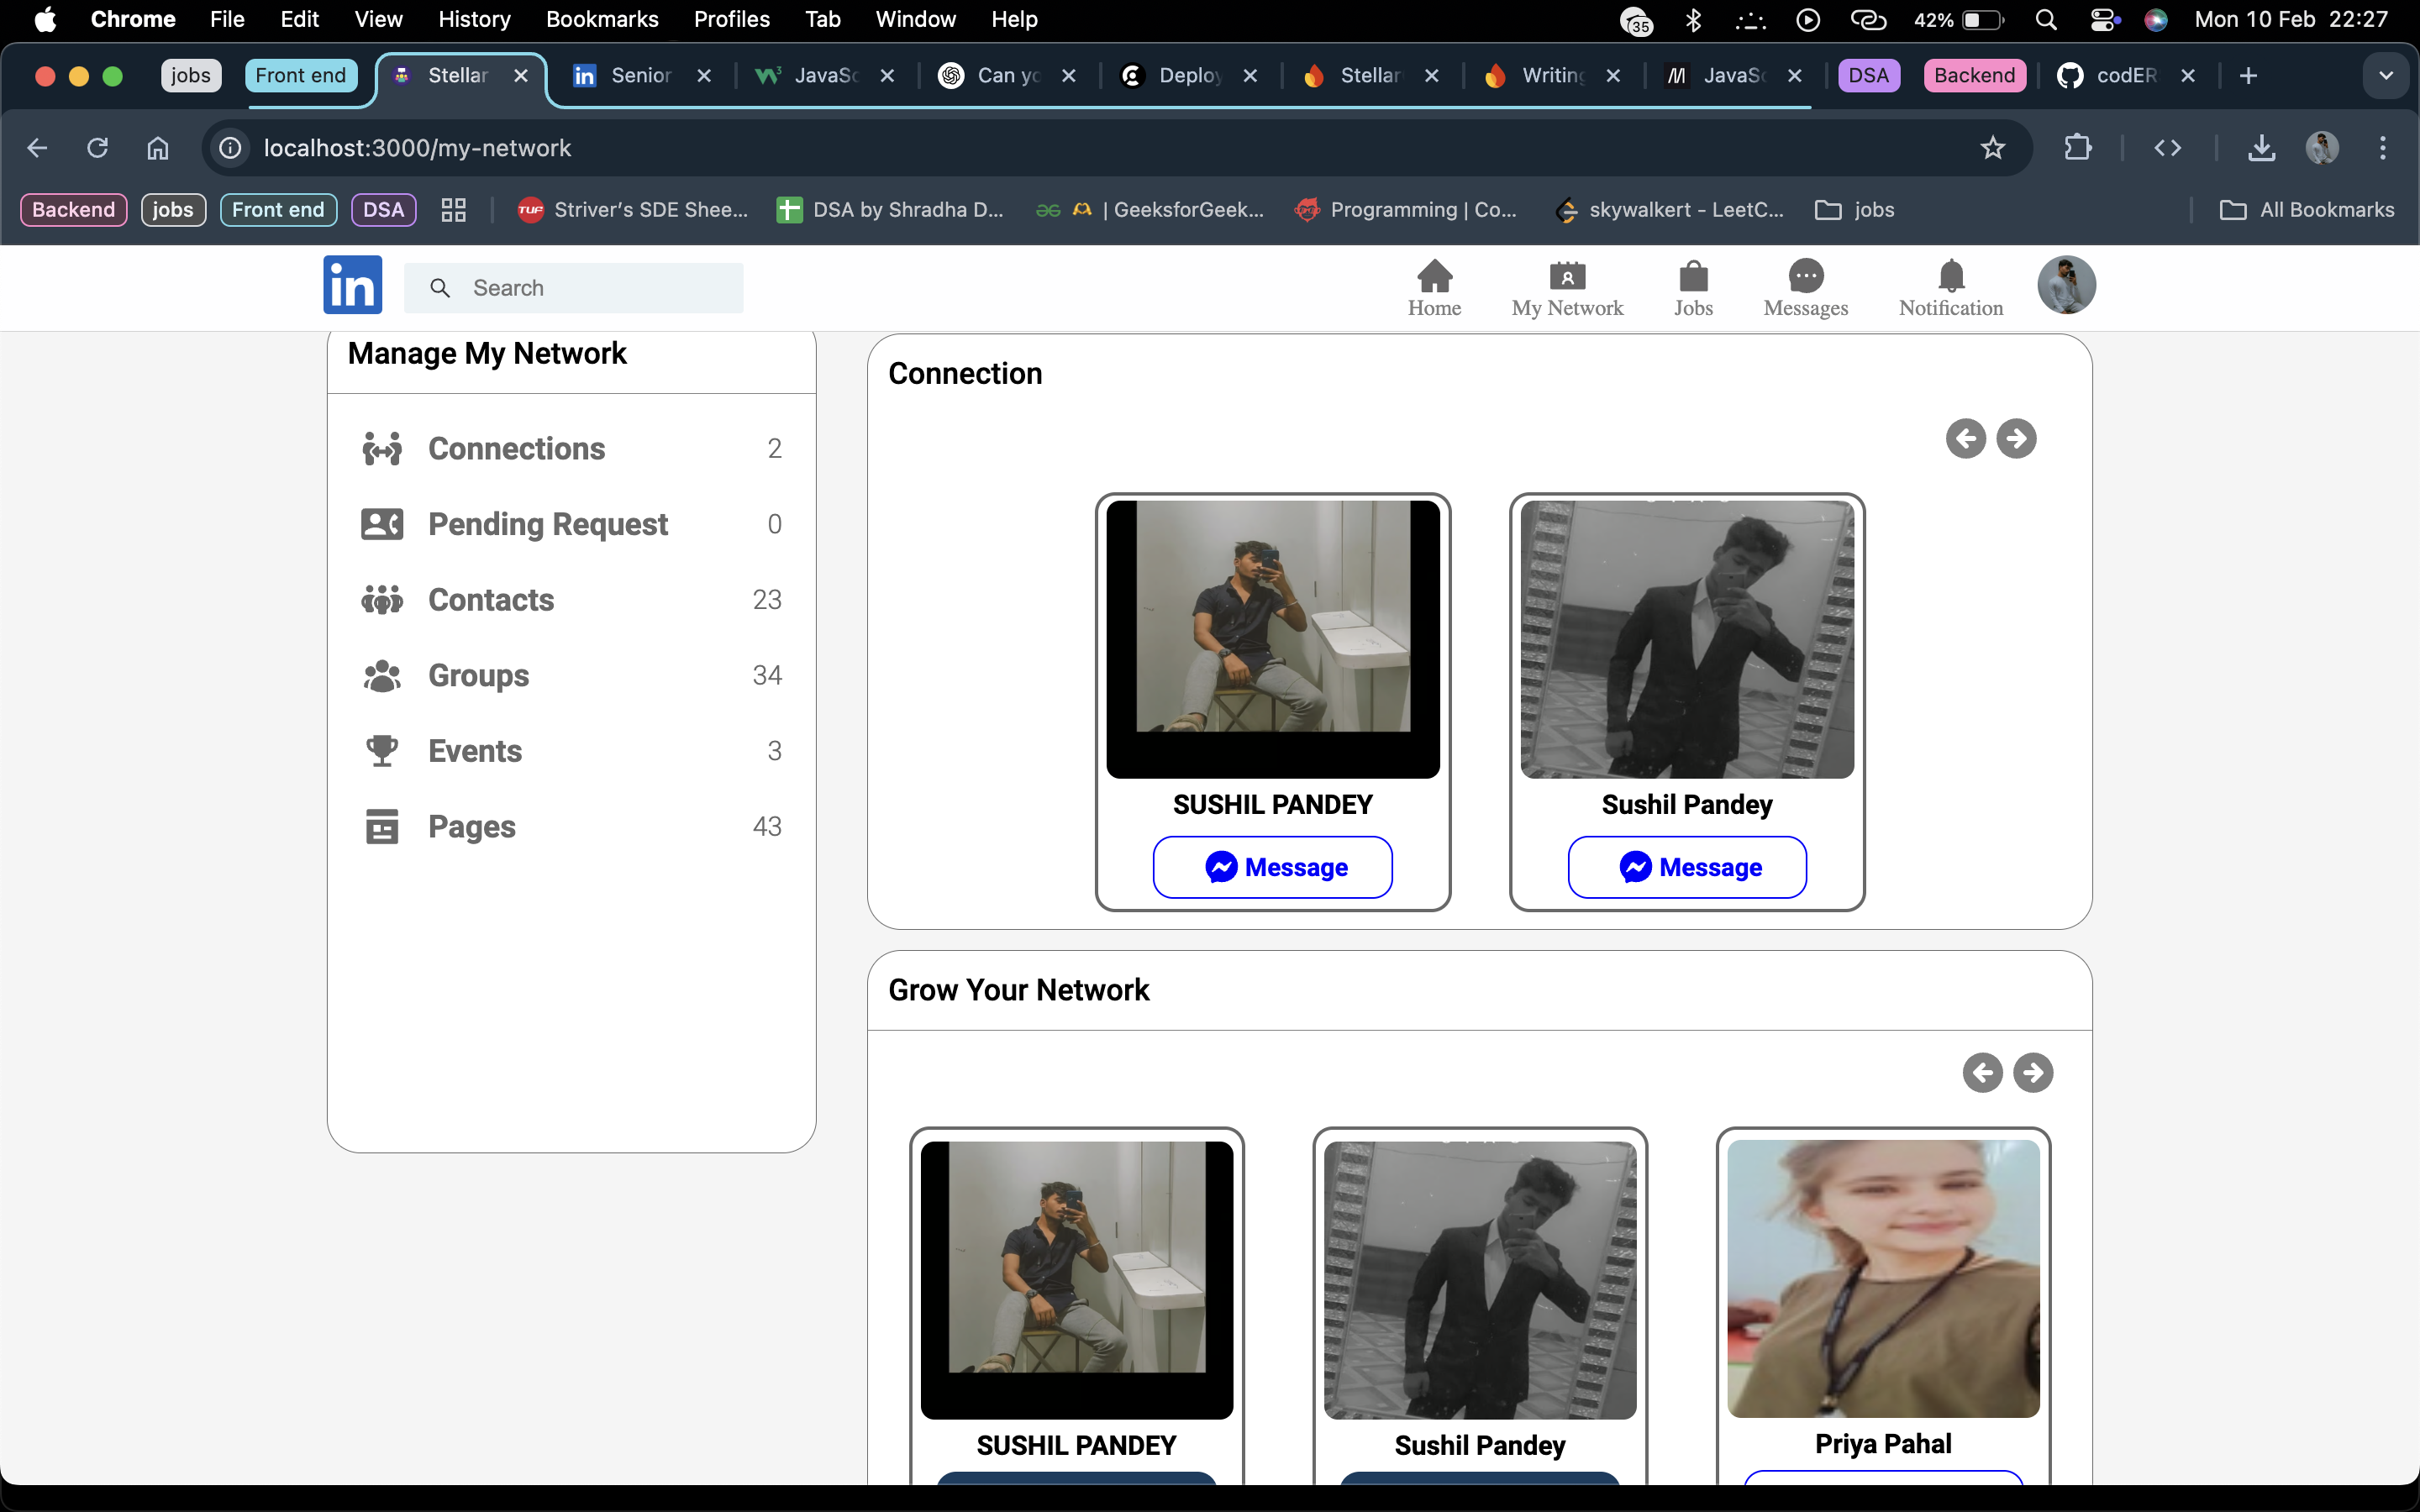 Chrome File Edit View History Bookmarks Profiles Tab Window Help 35 42% Mon 10 Feb 22:27
jobs Front end Stellar Senior JavaSc Can yo Deploy Stellar Writing JavaSc DSA Backend codER
localhost:3000/my-network
Backend jobs Front end DSA TUF Striver's SDE Shee... DSA by Shradha D... | GeeksforGeek... Programming | Co... skywalkert - LeetC... jobs All Bookmarks
in Search Home My Network Jobs Messages Notification
Manage My Network
Connections 2
Pending Request 0
Contacts 23
Groups 34
Events 3
Pages 43
Connection
SUSHIL PANDEY Sushil Pandey
Message Message
Grow Your Network
SUSHIL PANDEY Sushil Pandey Priya Pahal